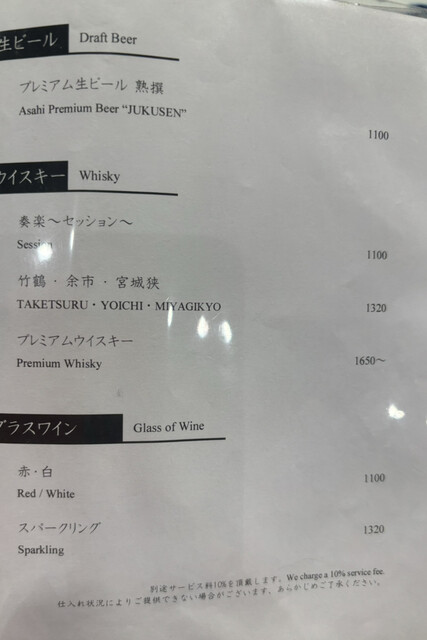 生ビール Draft Beer
プレミアム生ビール 熟撰
Asahi Premium Beer “JUKUSEN”
1100
ウイスキー Whisky
奏楽～セッション～
Session
1100
竹鶴・余市・宮城狭
TAKETSURU・YOICHI・MIYAGIKYO 1320
プレミアムウイスキー
Premium Whisky 1650～
グラスワイン Glass of Wine
赤・白
Red / White 1100
スパークリング
Sparkling 1320
別途サービス料10%を頂戴します。We charge a 10% service fee.
仕入れ状況によりご提供できない場合がございます、あらかじめご了承ください。